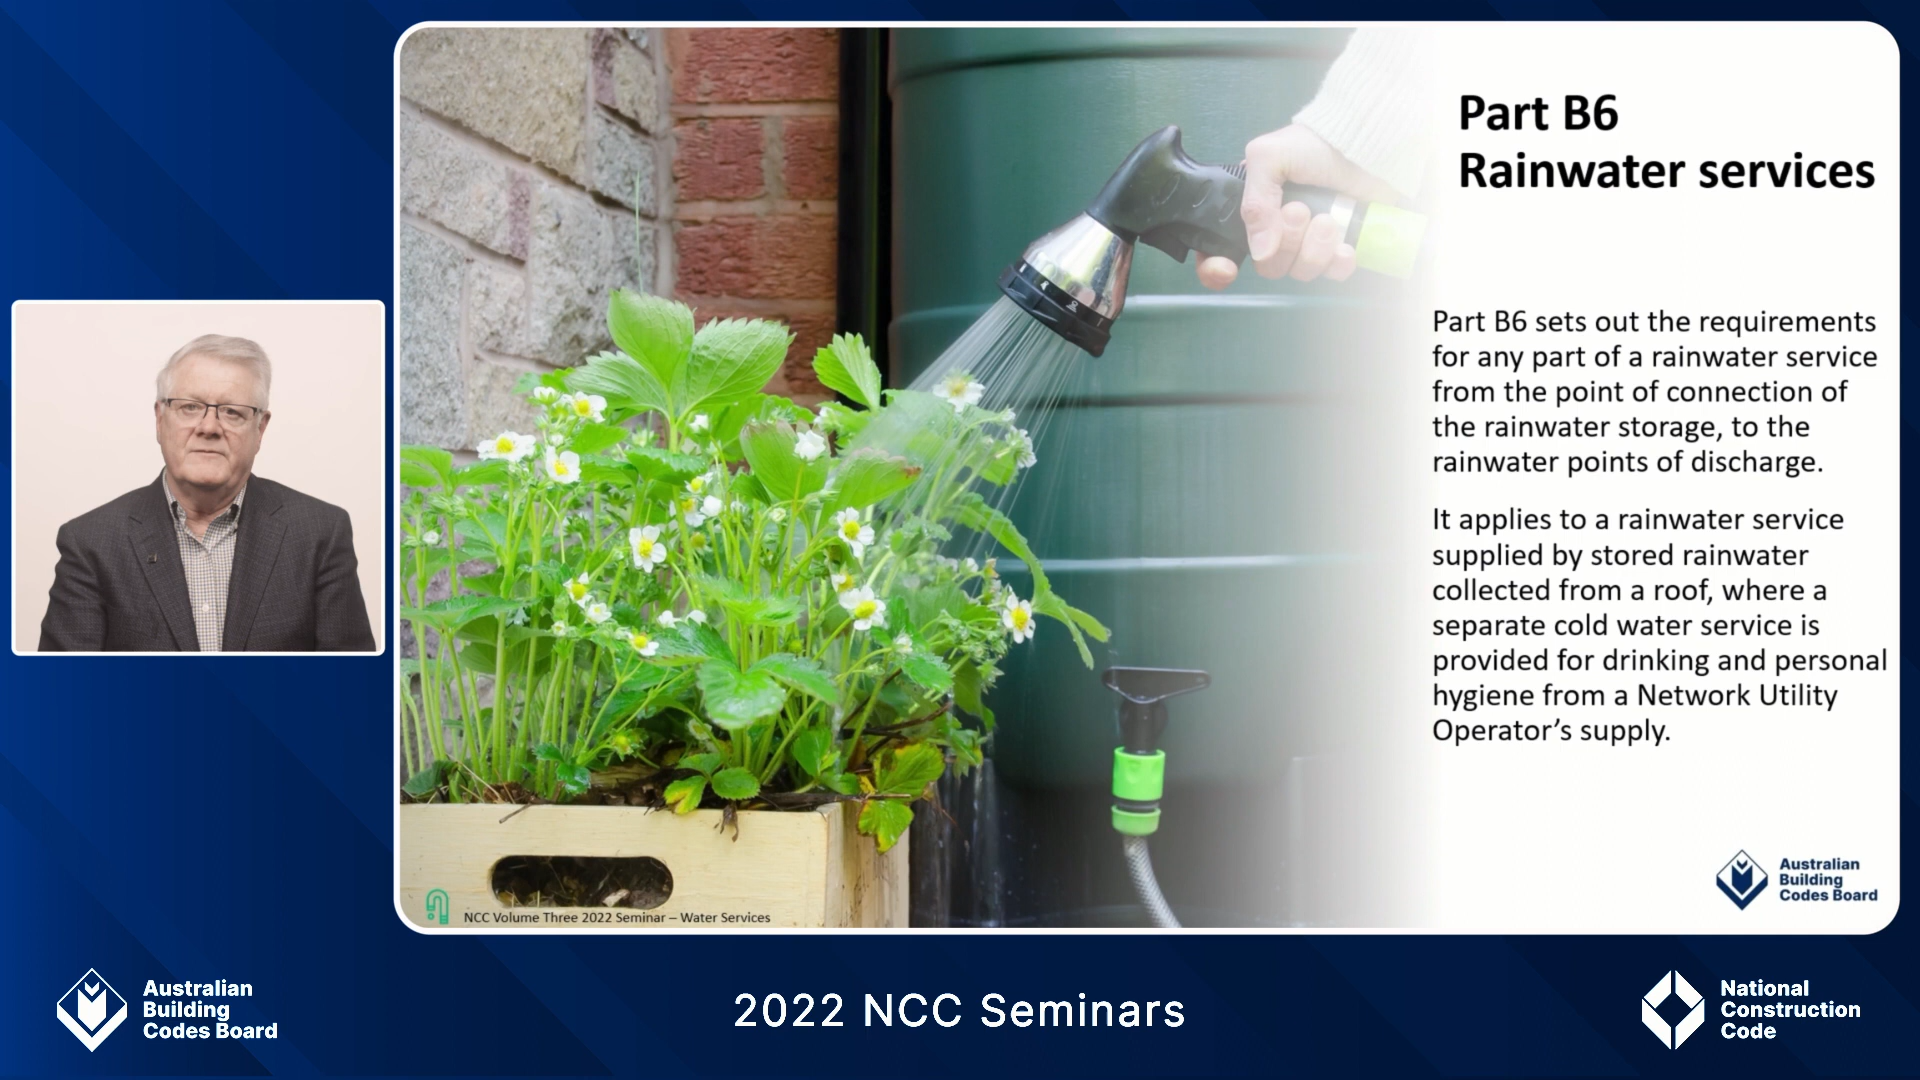 Part B6
Rainwater services
Part B6 sets out the requirements
for any part of a rainwater service
from the point of connection of
the rainwater storage, to the
rainwater points of discharge.
It applies to a rainwater service
supplied by stored rainwater
collected from a roof, where a
separate cold water service is
provided for drinking and personal
hygiene from a Network Utility
Operator’s supply.
Australian
Building
Codes Board
NCC Volume Three 2022 Seminar – Water Services
Australian
Building
Codes Board
2022 NCC Seminars
National
Construction
Code